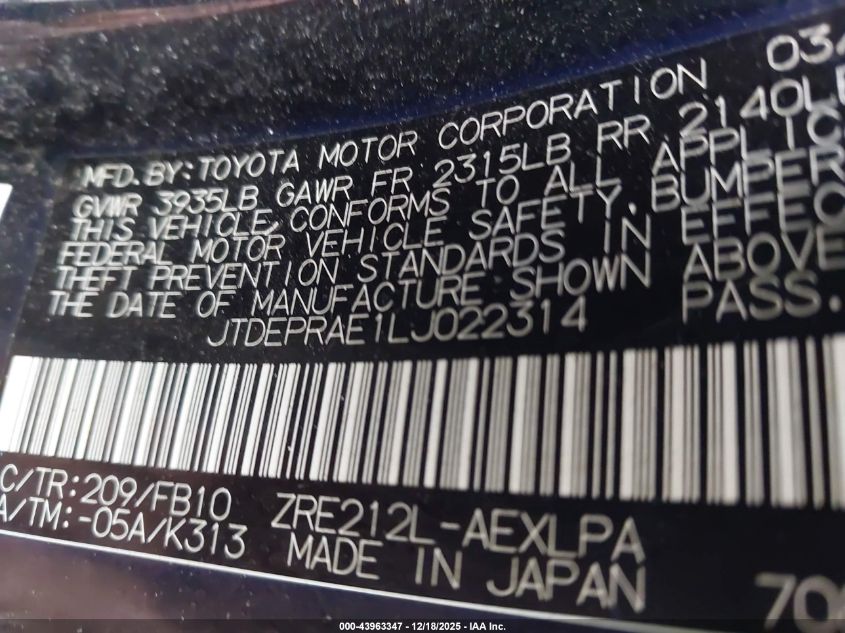 MFD. BY: TOYOTA MOTOR CORPORATION 03/
GVWR 3935LB GAWR FR 2315LB RR 2140LB
THIS VEHICLE CONFORMS TO ALL APPLIC
FEDERAL MOTOR VEHICLE SAFETY, BUMPER
THEFT PREVENTION STANDARDS IN EFFEC
THE DATE OF MANUFACTURE SHOWN ABOVE
JTDEPRAE1LJ022314 PASS.
C/TR: 209/FB10 ZRE212L-AEXLPA
A/TM: -05A/K313 MADE IN JAPAN
70
000-43963347 - 12/18/2025 - IAA Inc.